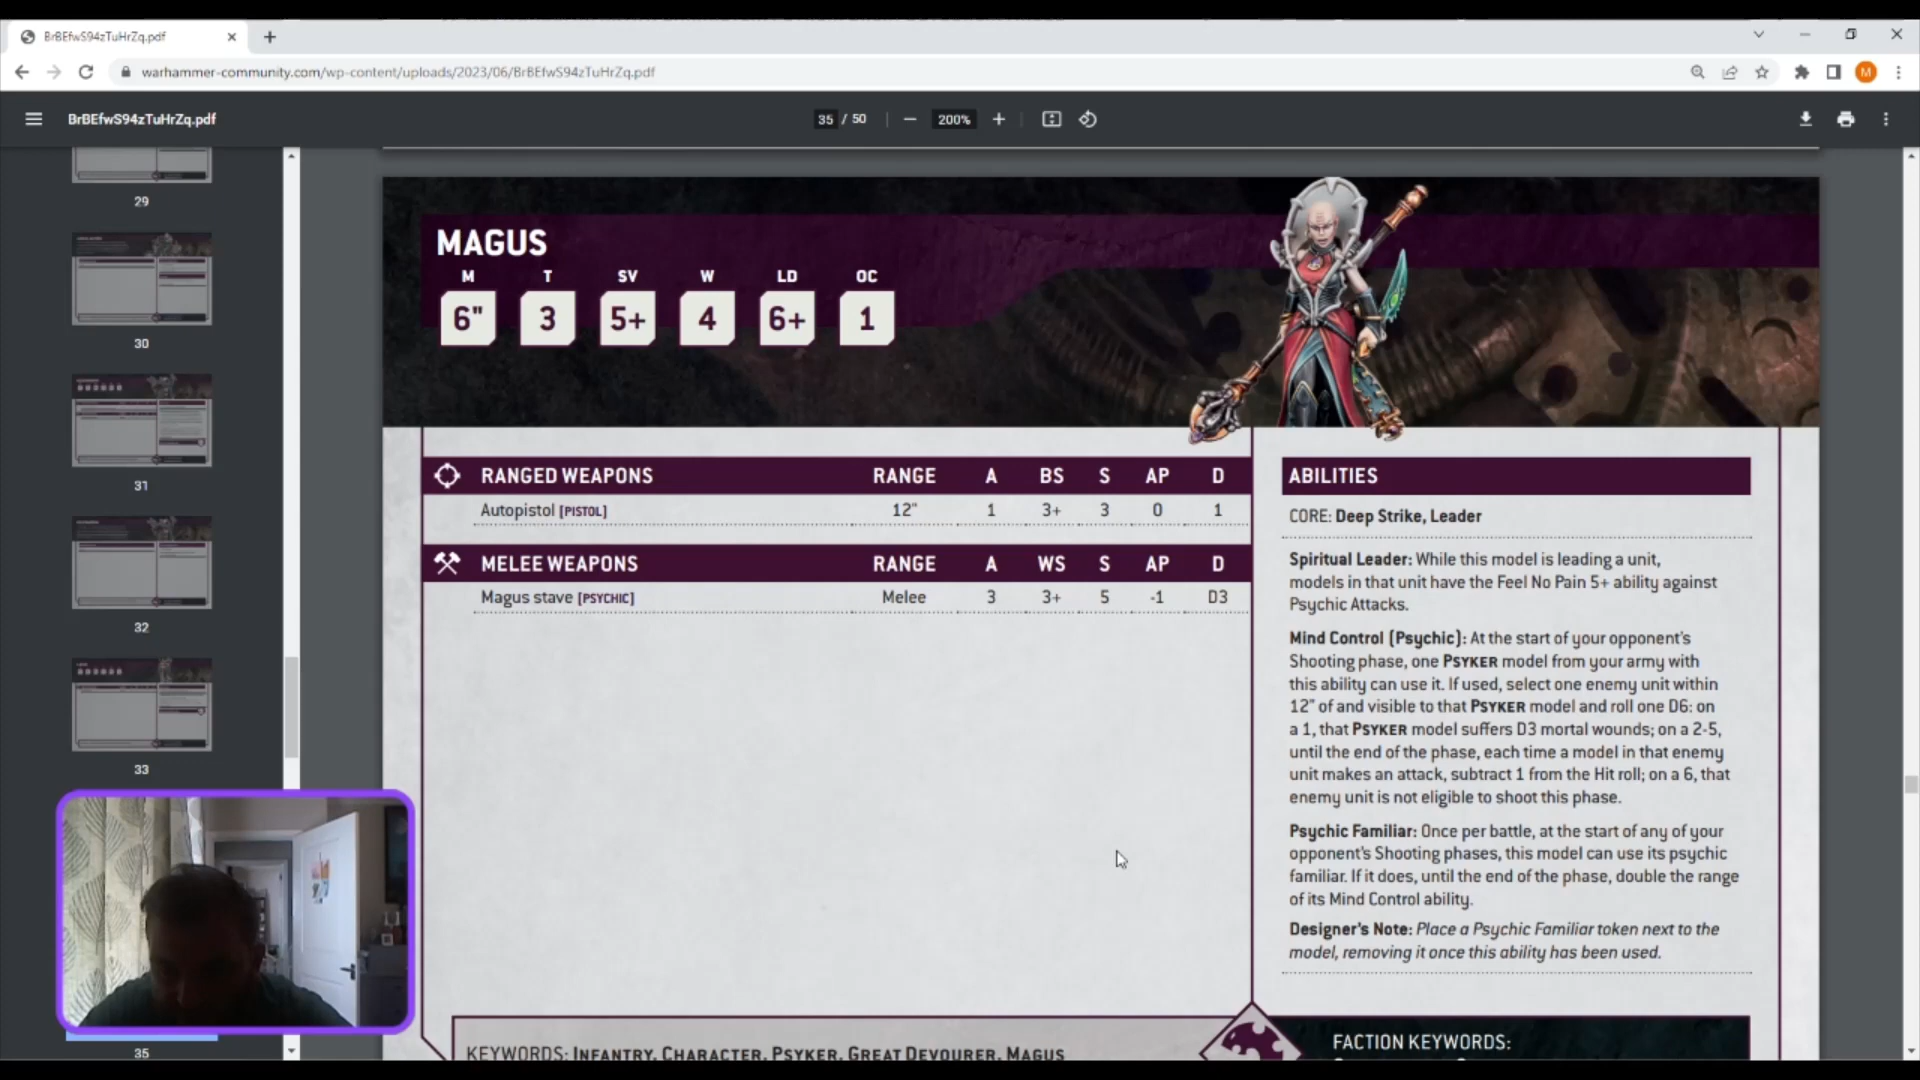 BrBEfwS94zTuHrZq.pdf
warhammer-community.com/wp-content/uploads/2023/06/BrBEfwS94zTuHrZq.pdf
M
BrBEfwS94zTuHrZq.pdf
35 / 50
200%
29
30
31
32
33
35
MAGUS
M T SV W LD OC
6" 3 5+ 4 6+ 1
RANGED WEAPONS RANGE A BS S AP D
Autopistol [PISTOL] 12" 1 3+ 3 0 1
MELEE WEAPONS RANGE A WS S AP D
Magus stave [PSYCHIC] Melee 3 3+ 5 -1 D3
ABILITIES
CORE: Deep Strike, Leader
Spiritual Leader: While this model is leading a unit,
models in that unit have the Feel No Pain 5+ ability against
Psychic Attacks.
Mind Control (Psychic): At the start of your opponent's
Shooting phase, one PSYKER model from your army with
this ability can use it. If used, select one enemy unit within
12" of and visible to that PSYKER model and roll one D6: on
a 1, that PSYKER model suffers D3 mortal wounds; on a 2-5,
until the end of the phase, each time a model in that enemy
unit makes an attack, subtract 1 from the Hit roll; on a 6, that
enemy unit is not eligible to shoot this phase.
Psychic Familiar: Once per battle, at the start of any of your
opponent's Shooting phases, this model can use its psychic
familiar. If it does, until the end of the phase, double the range
of its Mind Control ability.
Designer's Note: Place a Psychic Familiar token next to the
model, removing it once this ability has been used.
KEYWORDS: INFANTRY, CHARACTER, PSYKER, GREAT DEVOURER, MAGUS
FACTION KEYWORDS: